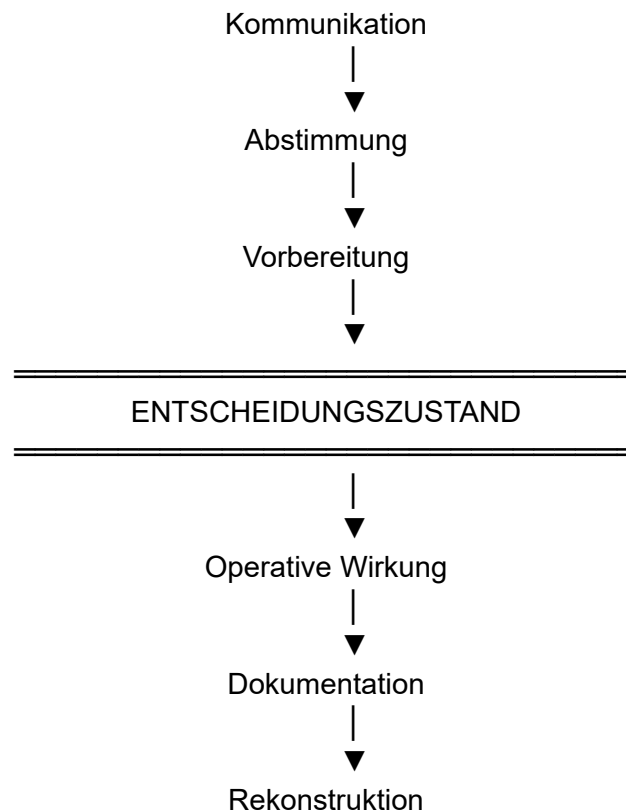 Kommunikation
|
▼
Abstimmung
|
▼
Vorbereitung
|
▼
ENTSCHEIDUNGSZUSTAND
|
▼
Operative Wirkung
|
▼
Dokumentation
|
▼
Rekonstruktion